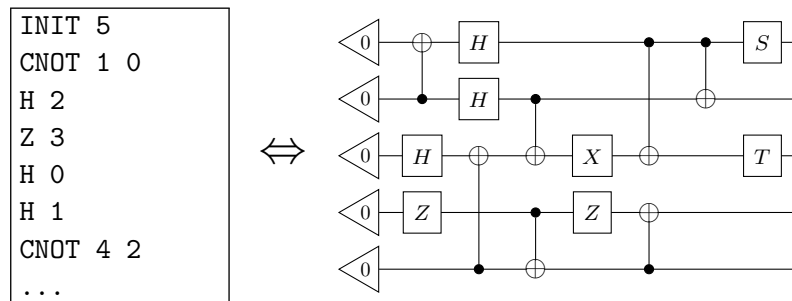 INIT 5
CNOT 1 0
H 2
Z 3
H 0
H 1
CNOT 4 2
...
⇔
0 H S
0 H
0 H X T
0 Z Z
0